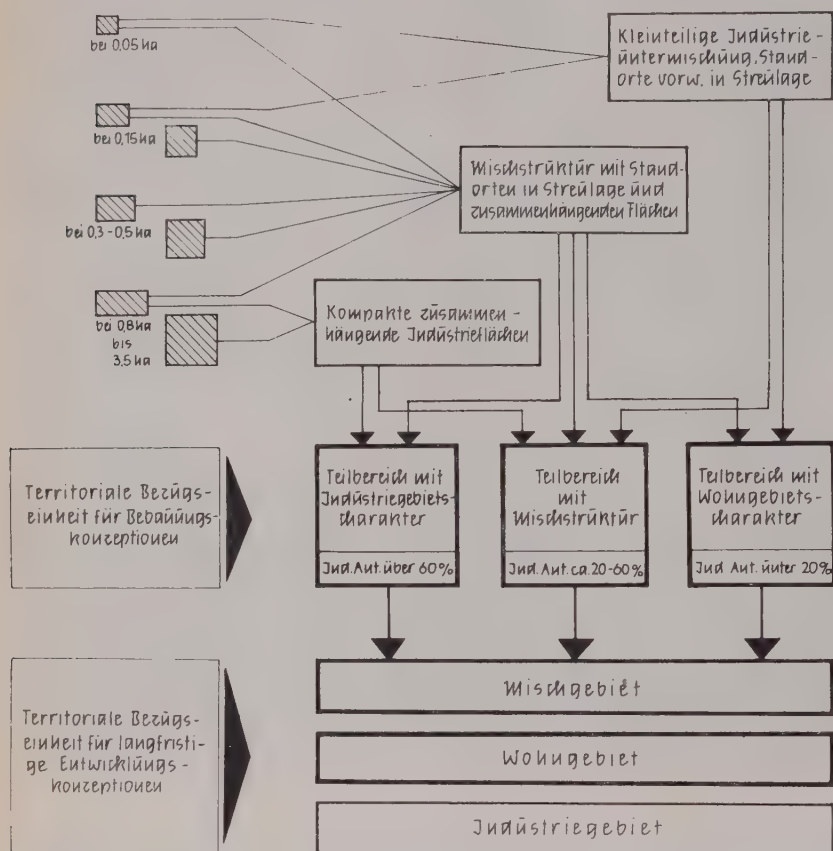 bei 0,05 ha
Kleinteilige Industrie-
untermischung. Stand-
orte vorw. in Streulage
bei 0,15 ha
Mischstruktur mit Stand-
orten in Streulage und
zusammenhängenden Flächen
bei 0,3 - 0,5 ha
bei 0,8 ha
bis
3,5 ha
Kompakte zusammen-
hängende Industrieflächen
Territoriale Bezugs-
einheit für Bebauungs-
konzeptionen
Teilbereich mit
Industriegebiets-
charakter
Ind. Ant. über 60%
Teilbereich
mit
Mischstruktur
Ind. Ant. ca. 20-60%
Teilbereich mit
Wohngebiets-
charakter
Ind Ant. unter 20%
Territoriale Bezugs-
einheit für langfristi-
ge Entwicklungs-
konzeptionen
Mischgebiet
Wohngebiet
Industriegebiet